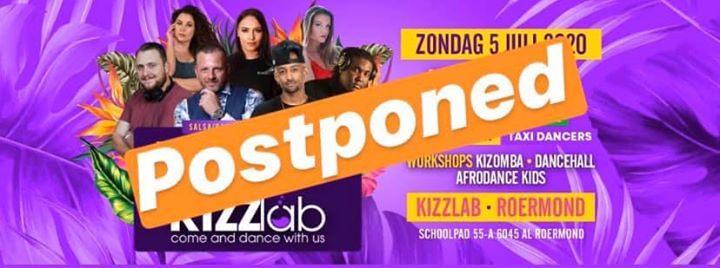 ZONDAG 5 JULI 2020
Postponed
TAXI DANCERS
WORKSHOPS KIZOMBA • DANCEHALL
AFRODANCE KIDS
KIZZlab
come and dance with us
KIZZLAB • ROERMOND
SCHOOLPAD 55-A 6045 AL ROERMOND